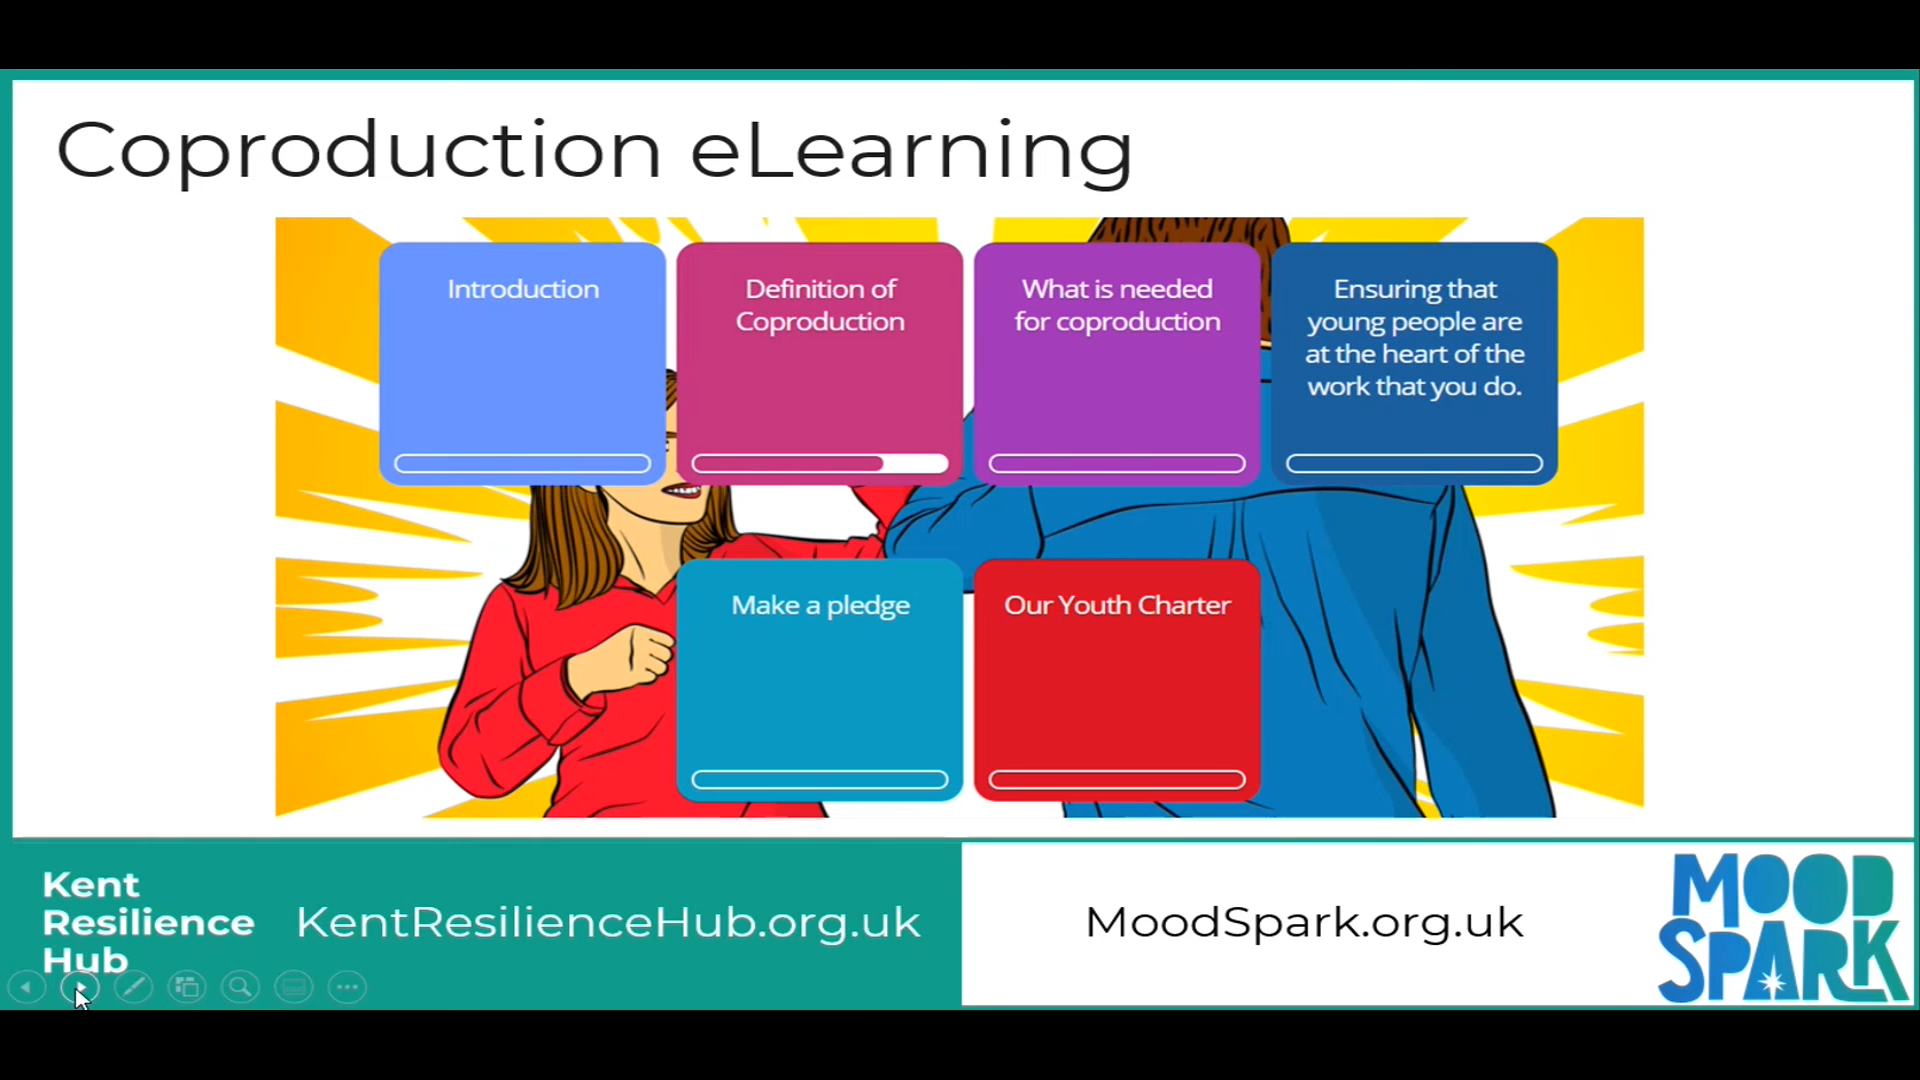 Coproduction eLearning
Introduction
Definition of
Coproduction
What is needed
for coproduction
Ensuring that
young people are
at the heart of the
work that you do.
Make a pledge
Our Youth Charter
Kent
Resilience
Hub
KentResilienceHub.org.uk
MoodSpark.org.uk
MOOD
SPARK